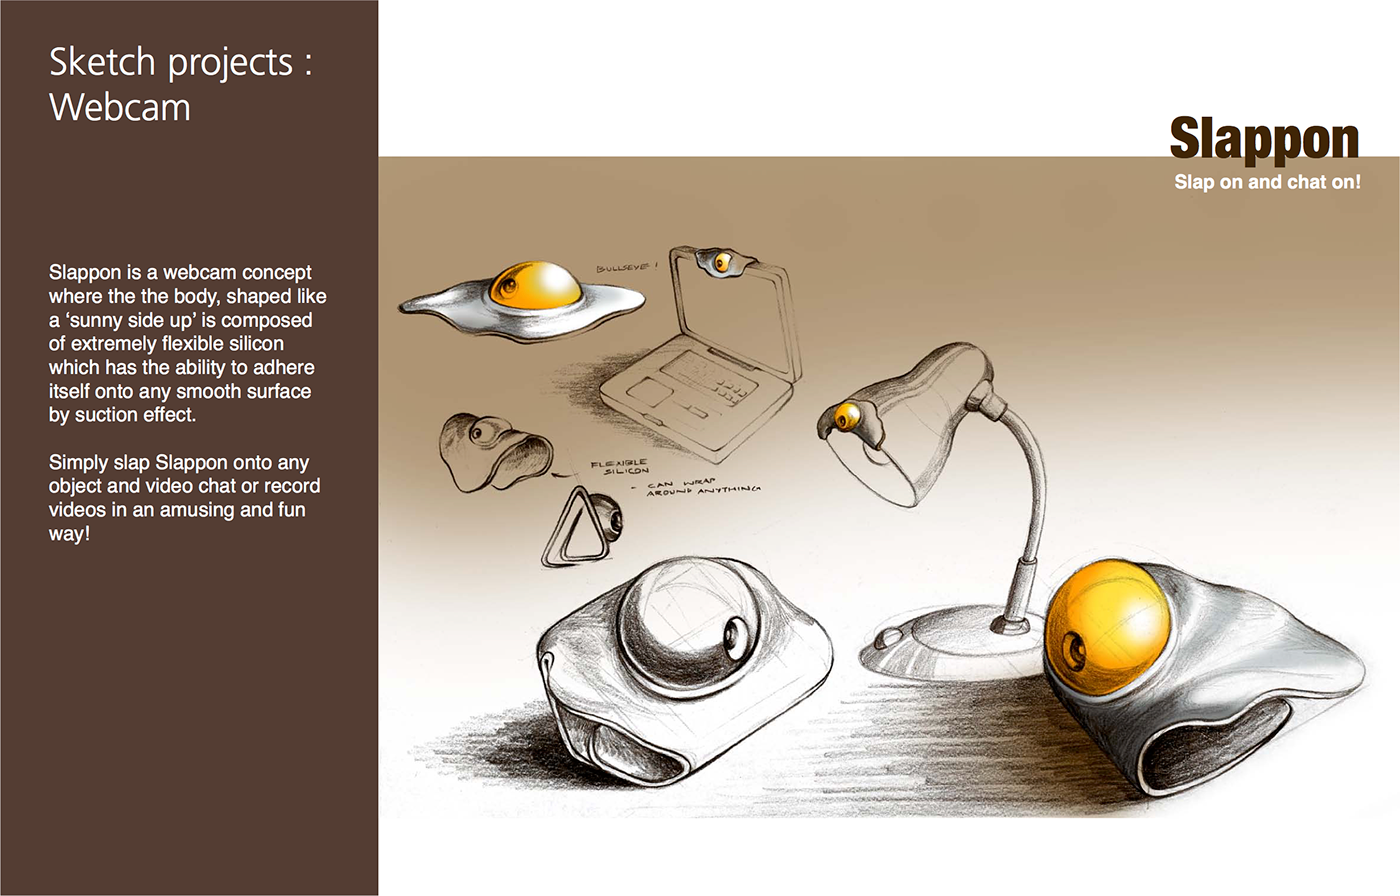 Sketch projects :
Webcam
Slappon
Slap on and chat on!
Slappon is a webcam concept
where the the body, shaped like
a ‘sunny side up’ is composed
of extremely flexible silicon
which has the ability to adhere
itself onto any smooth surface
by suction effect.
Simply slap Slappon onto any
object and video chat or record
videos in an amusing and fun
way!
BULLSEYE !
FLEXIBLE
SILICON
- CAN WRAP
AROUND ANYTHING